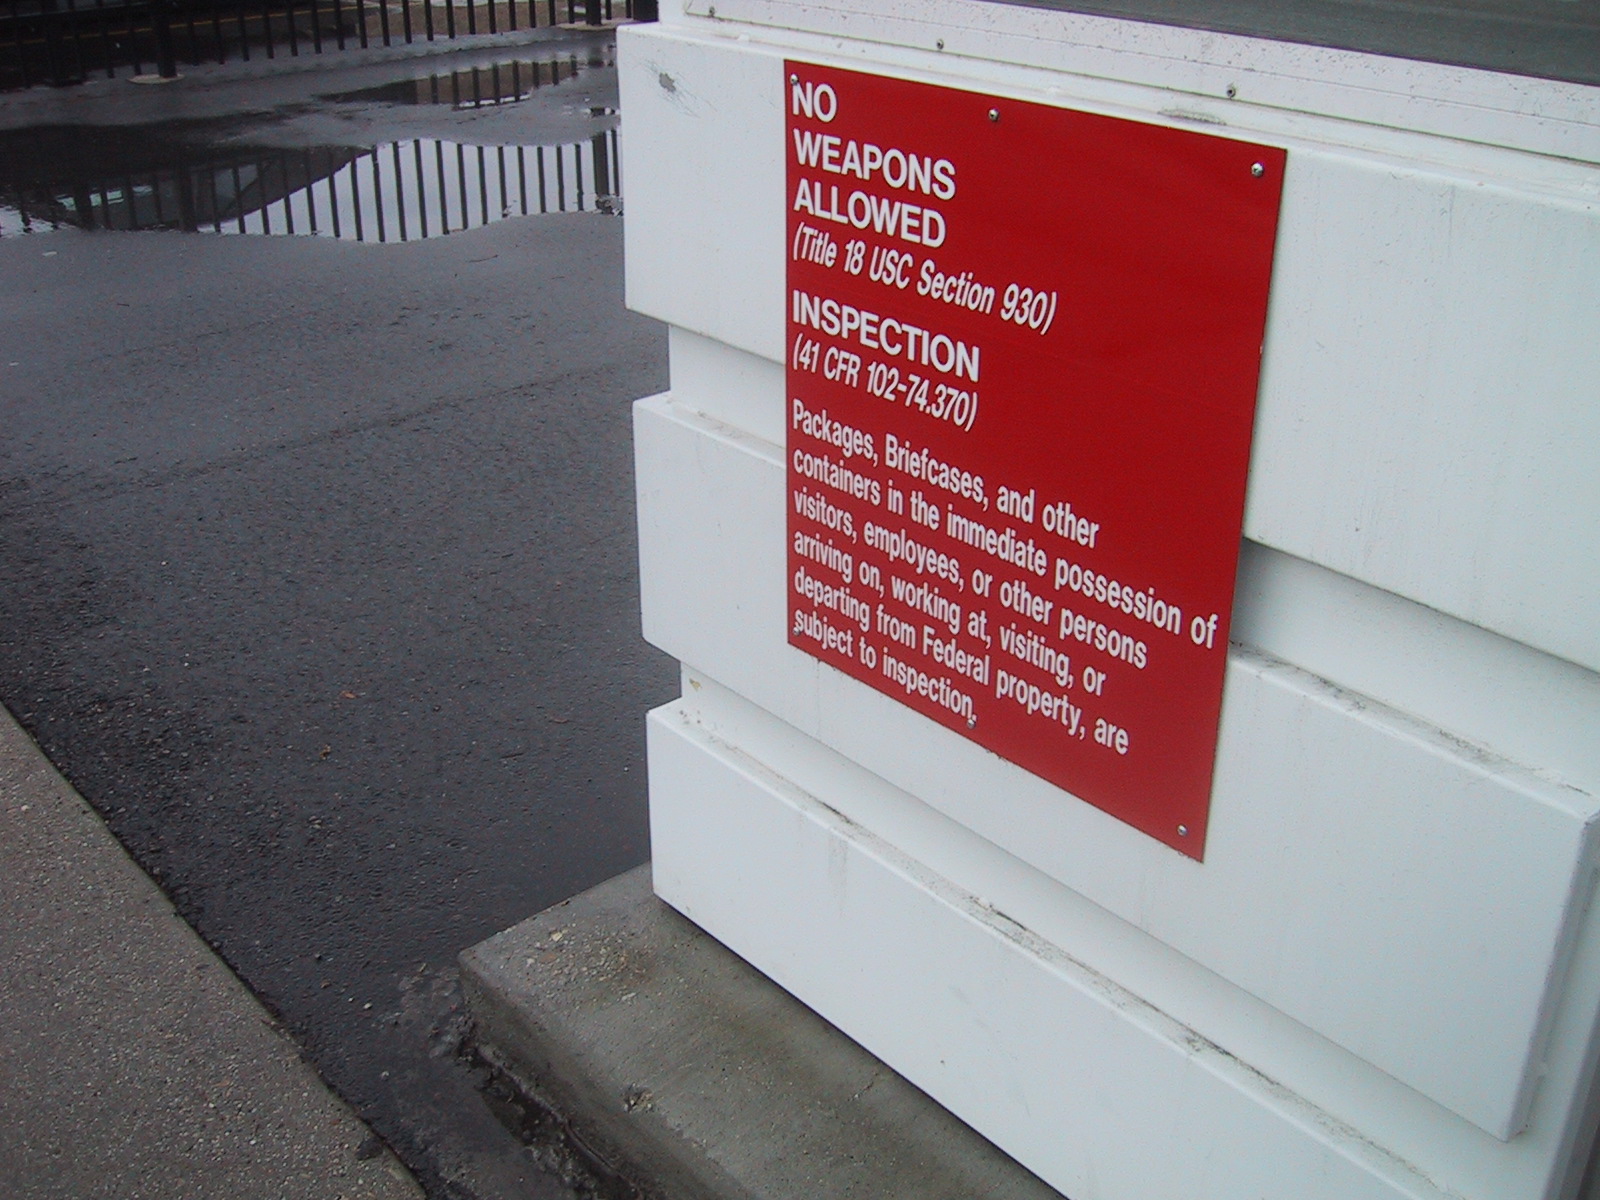 NO
WEAPONS
ALLOWED
(Title 18 USC Section 930)
INSPECTION
(41 CFR 102-74.370)
Packages, Briefcases, and other
containers in the immediate possession of
visitors, employees, or other persons
arriving on, working at, visiting, or
departing from Federal property, are
subject to inspection.